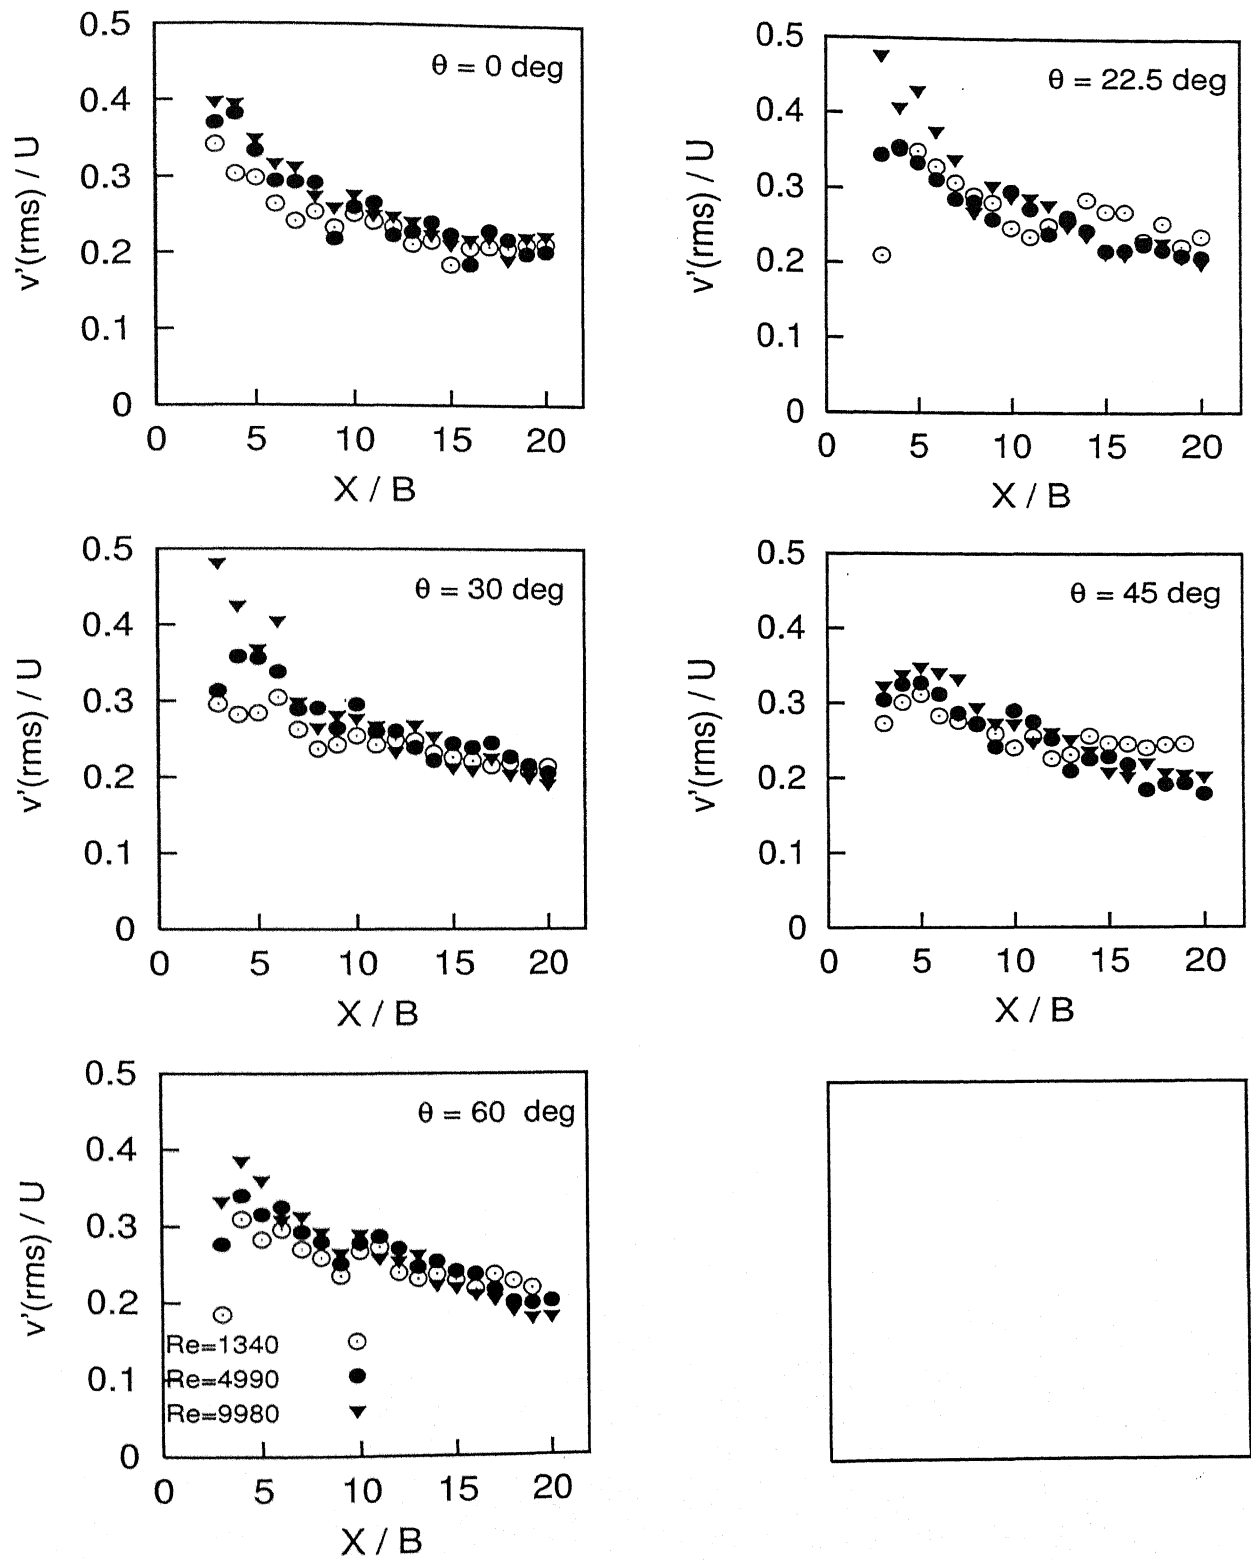 0.5
θ = 0 deg
0.4
0.3
v'(rms) / U
0.2
0.1
0
0 5 10 15 20
X / B
0.5
θ = 22.5 deg
0.4
0.3
v'(rms) / U
0.2
0.1
0
0 5 10 15 20
X / B
0.5
θ = 30 deg
0.4
0.3
v'(rms) / U
0.2
0.1
0
0 5 10 15 20
X / B
0.5
θ = 45 deg
0.4
0.3
v'(rms) / U
0.2
0.1
0
0 5 10 15 20
X / B
0.5
θ = 60 deg
0.4
0.3
v'(rms) / U
0.2
Re=1340
0.1
Re=4990
Re=9980
0
0 5 10 15 20
X / B